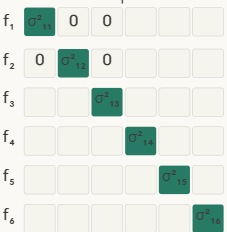 f₁ σ²₁₁ 0 0
f₂ 0 σ²₁₂ 0
f₃ σ²₁₃
f₄ σ²₁₄
f₅ σ²₁₅
f₆ σ²₁₆